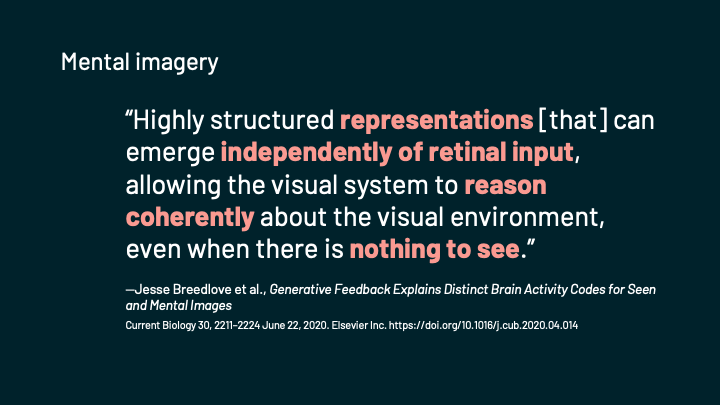 Mental imagery
“Highly structured representations [that] can
emerge independently of retinal input,
allowing the visual system to reason
coherently about the visual environment,
even when there is nothing to see.”
—Jesse Breedlove et al., Generative Feedback Explains Distinct Brain Activity Codes for Seen
and Mental Images
Current Biology 30, 2211–2224 June 22, 2020. Elsevier Inc. https://doi.org/10.1016/j.cub.2020.04.014